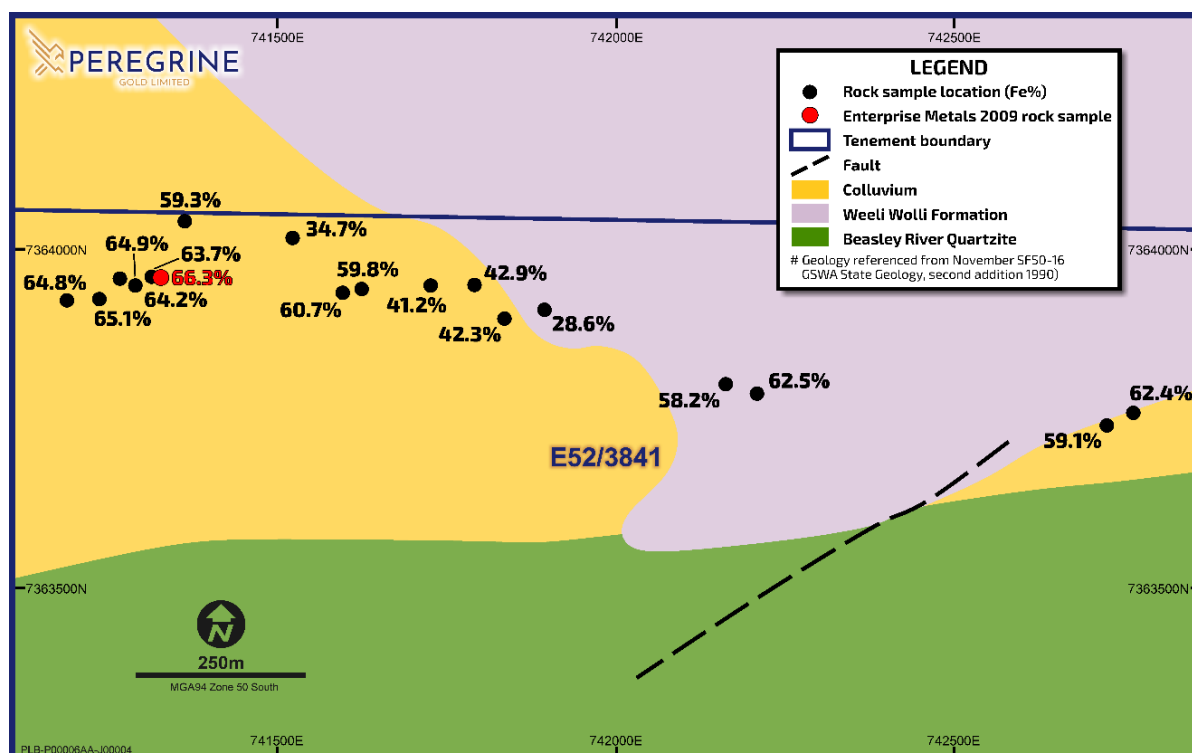 741500E
742000E
742500E
PEREGRINE
GOLD LIMITED
LEGEND
Rock sample location (Fe%)
Enterprise Metals 2009 rock sample
Tenement boundary
Fault
Colluvium
Weeli Wolli Formation
Beasley River Quartzite
# Geology referenced from November SF50-16
GSWA State Geology, second addition 1990)
59.3%
34.7%
7364000N
7364000N
64.9%
63.7%
66.3%
64.8%
64.2%
65.1%
59.8%
60.7%
42.9%
41.2%
42.3%
28.6%
62.5%
58.2%
62.4%
59.1%
E52/3841
7363500N
7363500N
N
250m
MGA94 Zone 50 South
741500E
742000E
742500E
PLB-P00006AA-J00004